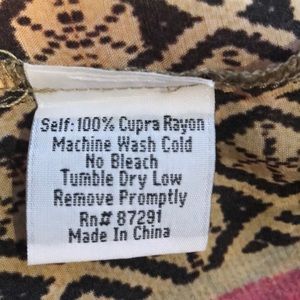 Self: 100% Cupra Rayon
Machine Wash Cold
No Bleach
Tumble Dry Low
Remove Promptly
Rn# 87291
Made In China